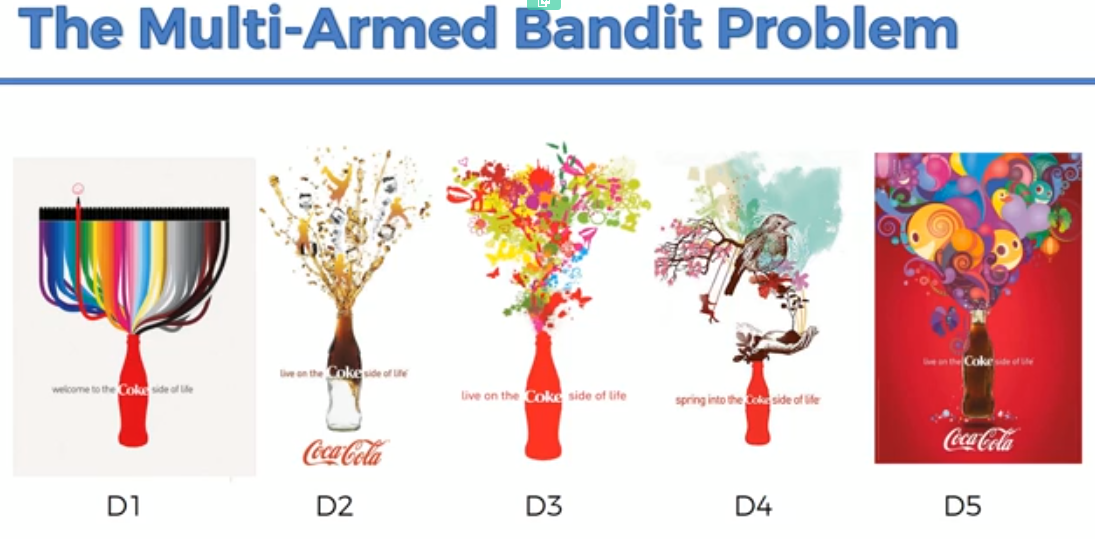 The Multi-Armed Bandit Problem
welcome to the Coke side of life
live on the Coke side of life
Coca-Cola
live on the Coke side of life
spring into the Coke side of life
live on the Coke side of life
Coca-Cola
D1
D2
D3
D4
D5